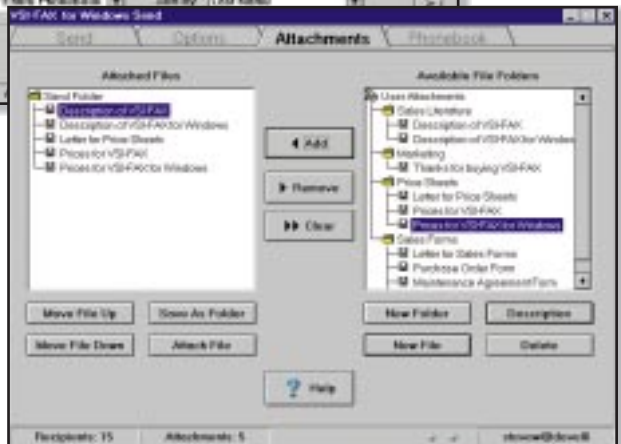 VSI-FAX for Windows Send
Send Options Attachments Phonebook
Attached Files
Send Folder
Description of VSI-FAX
Description of VSI-FAX for Windows
Letter for Price Sheets
Prices for VSI-FAX
Prices for VSI-FAX for Windows
Add
Remove
Clear
Available File Folders
User Attachments
Sales Literature
Description of VSI-FAX
Description of VSI-FAX for Window
Marketing
Thanks for buying VSI-FAX
Price Sheets
Letter for Price Sheets
Prices for VSI-FAX
Prices for VSI-FAX for Windows
Sales Forms
Letter for Sales Forms
Purchase Order Form
Maintenance Agreement Form
Move File Up Save As Folder
Move File Down Attach File
New Folder Description
New File Delete
? Help
Recipients: 15 Attachments: 5